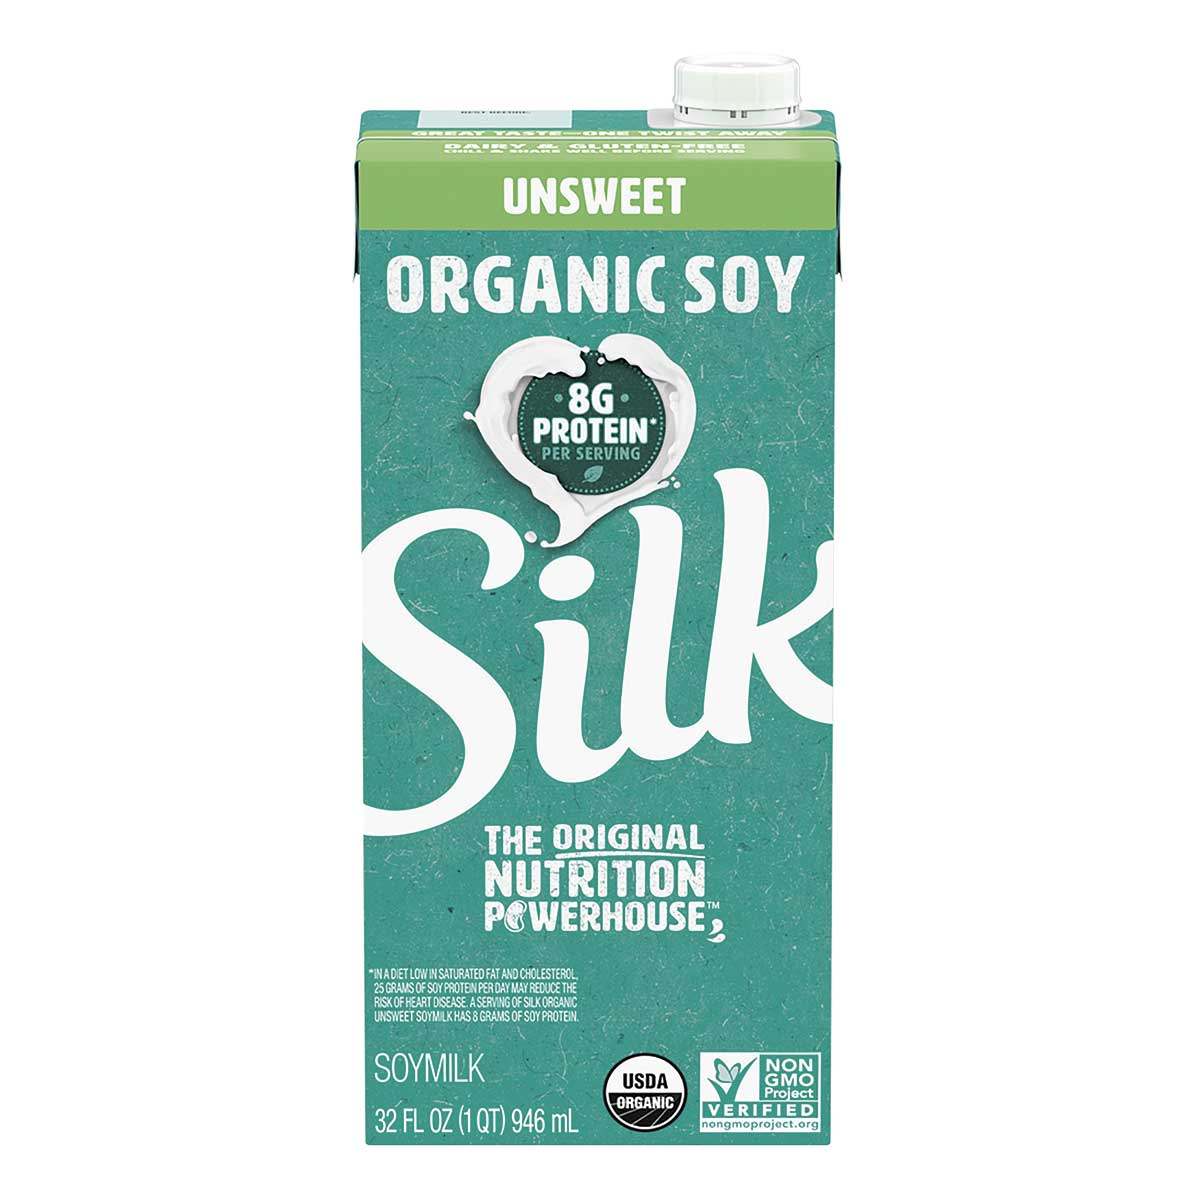 BEST BEFORE:
GREAT TASTE—ONE TWIST AWAY
DAIRY & GLUTEN-FREE
CHILL & SHAKE WELL BEFORE SERVING
UNSWEET
ORGANIC SOY
8G
PROTEIN*
PER SERVING
Silk
THE ORIGINAL
NUTRITION
POWERHOUSE™
*IN A DIET LOW IN SATURATED FAT AND CHOLESTEROL,
25 GRAMS OF SOY PROTEIN PER DAY MAY REDUCE THE
RISK OF HEART DISEASE. A SERVING OF SILK ORGANIC
UNSWEET SOYMILK HAS 8 GRAMS OF SOY PROTEIN.
SOYMILK
32 FL OZ (1 QT) 946 mL
USDA
ORGANIC
NON
GMO
Project
VERIFIED
nongmoproject.org